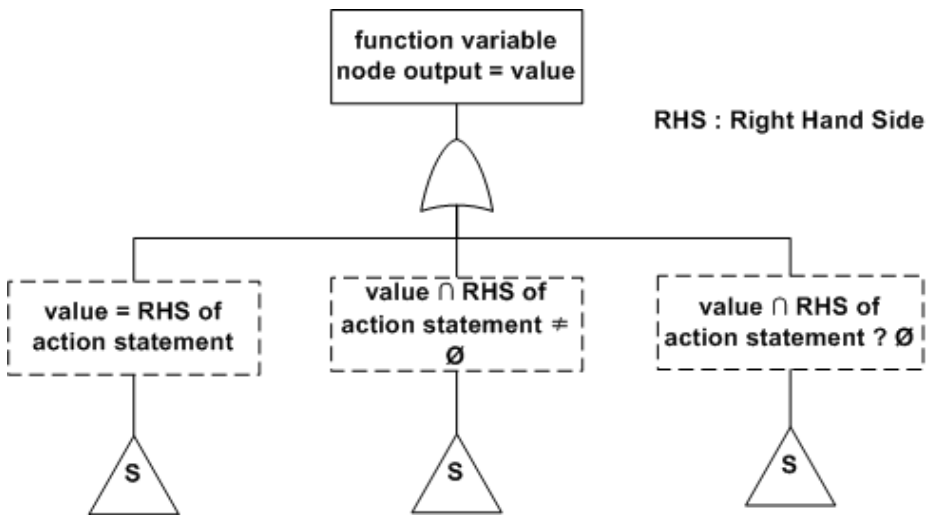 function variable
node output = value
RHS : Right Hand Side
value = RHS of
action statement
value ∩ RHS of
action statement ≠
Ø
value ∩ RHS of
action statement ? Ø
S
S
S